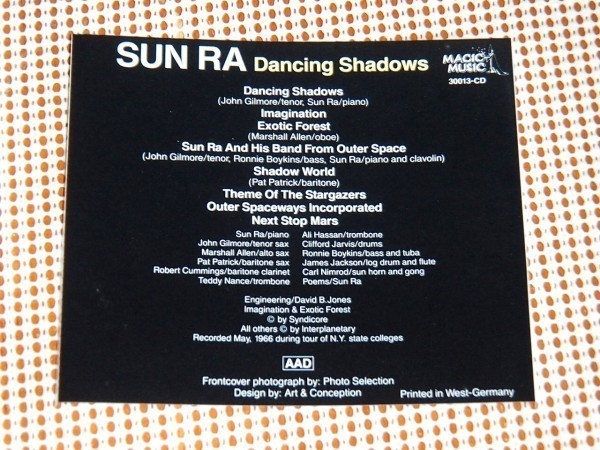 SUN RA Dancing Shadows
MAGIC MUSIC
30013-CD
Dancing Shadows
(John Gilmore/tenor, Sun Ra/piano)
Imagination
Exotic Forest
(Marshall Allen/oboe)
Sun Ra And His Band From Outer Space
(John Gilmore/tenor, Ronnie Boykins/bass, Sun Ra/piano and clavolin)
Shadow World
(Pat Patrick/baritone)
Theme Of The Stargazers
Outer Spaceways Incorporated
Next Stop Mars
Sun Ra/piano Ali Hassan/trombone
John Gilmore/tenor sax Clifford Jarvis/drums
Marshall Allen/alto sax Ronnie Boykins/bass and tuba
Pat Patrick/baritone sax James Jackson/log drum and flute
Robert Cummings/baritone clarinet Carl Nimrod/sun horn and gong
Teddy Nance/trombone Poems/Sun Ra
Engineering/David B.Jones
Imagination & Exotic Forest
© by Syndicore
All others © by Interplanetary
Recorded May, 1966 during tour of N.Y. state colleges
AAD
Frontcover photograph by: Photo Selection
Design by: Art & Conception
Printed in West-Germany